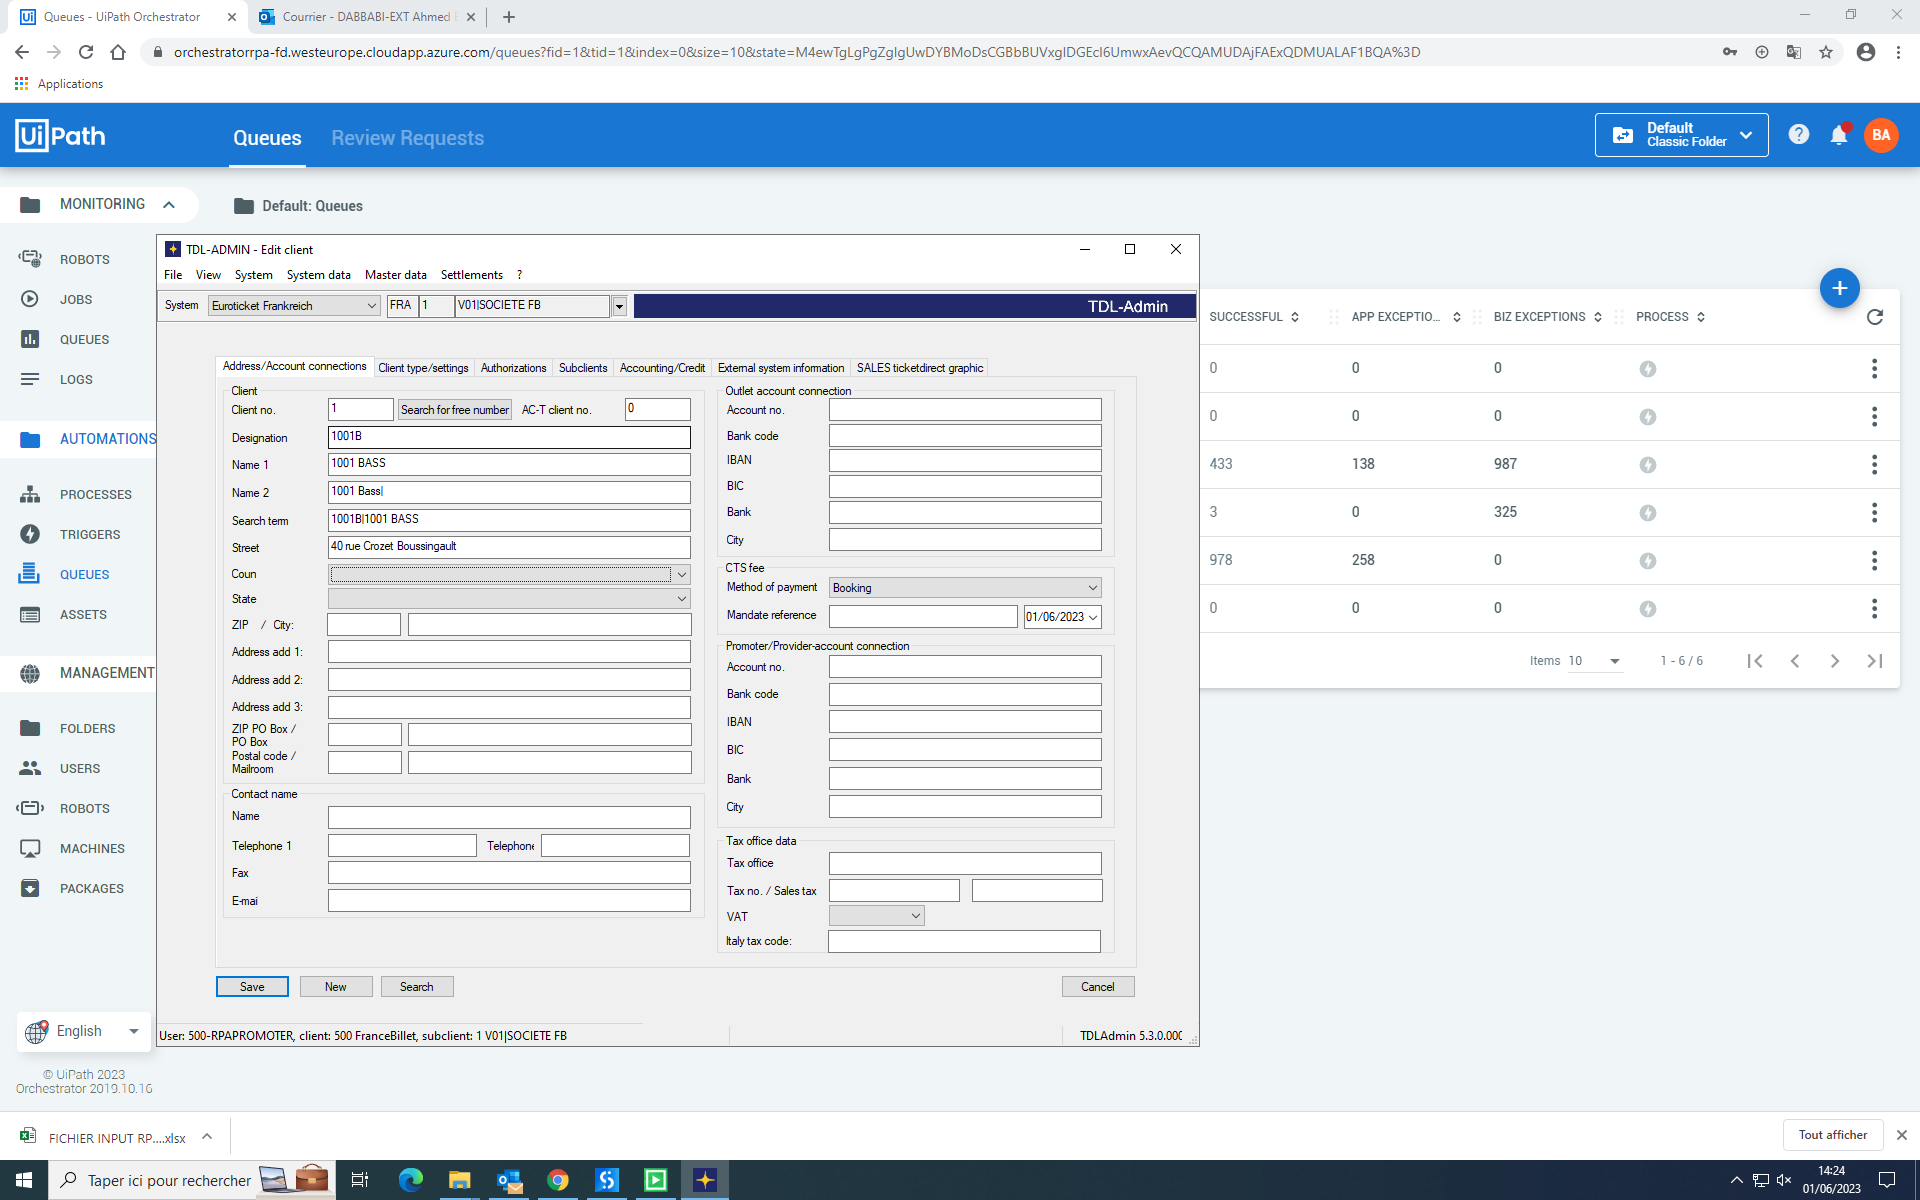 Queues - UiPath Orchestrator
Courrier - DABBABI-EXT Ahmed
orchestratorrpa-fd.westeurope.cloudapp.azure.com/queues?fid=1&tid=1&index=0&size=10&state=
Applications
UiPath
Queues
Review Requests
Default
Classic Folder
BA
MONITORING
Default: Queues
ROBOTS
JOBS
QUEUES
LOGS
AUTOMATIONS
PROCESSES
TRIGGERS
QUEUES
ASSETS
MANAGEMENT
FOLDERS
USERS
ROBOTS
MACHINES
PACKAGES
English
© UiPath 2023
Orchestrator 2019.10.16
TDL-ADMIN - Edit client
File View System System data Master data Settlements ?
System Euroticket Frankreich FRA 1 V01|SOCIETE FB
TDL-Admin
Address/Account connections Client type/settings Authorizations Subclients Accounting/Credit External system information SALES ticketdirect graphic
Client
Client no. 1 Search for free number AC-T client no. 0
Designation 1001B
Name 1 1001 BASS
Name 2 1001 Bass
Search term 1001B|1001 BASS
Street 40 rue Crozet Boussingault
Coun
State
ZIP / City:
Address add 1:
Address add 2:
Address add 3:
ZIP PO Box /
PO Box
Postal code /
Mailroom
Contact name
Name
Telephone 1 Telephone
Fax
E-mai
Outlet account connection
Account no.
Bank code
IBAN
BIC
Bank
City
CTS fee
Method of payment Booking
Mandate reference 01/06/2023
Promoter/Provider-account connection
Account no.
Bank code
IBAN
BIC
Bank
City
Tax office data
Tax office
Tax no. / Sales tax
VAT
Italy tax code:
Save New Search Cancel
User: 500-RPAPROMOTER, client: 500 FranceBillet, subclient: 1 V01|SOCIETE FB
TDLAdmin 5.3.0.000
SUCCESSFUL APP EXCEPTIO... BIZ EXCEPTIONS PROCESS
0 0 0
0 0 0
433 138 987
3 0 325
978 258 0
0 0 0
Items 10 1 - 6 / 6
FICHIER INPUT RP....xlsx
Tout afficher
Taper ici pour rechercher
14:24
01/06/2023